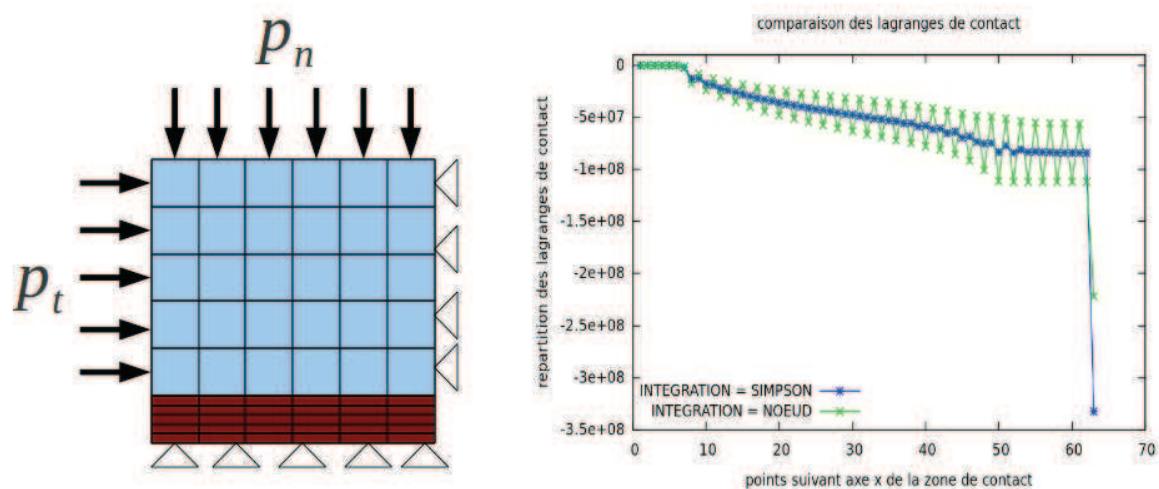 pₙ
pₜ
comparaison des lagranges de contact
repartition des lagranges de contact
0
-5e+07
-1e+08
-1.5e+08
-2e+08
-2.5e+08
-3e+08
-3.5e+08
INTEGRATION = SIMPSON
INTEGRATION = NOEUD
0 10 20 30 40 50 60 70
points suivant axe x de la zone de contact